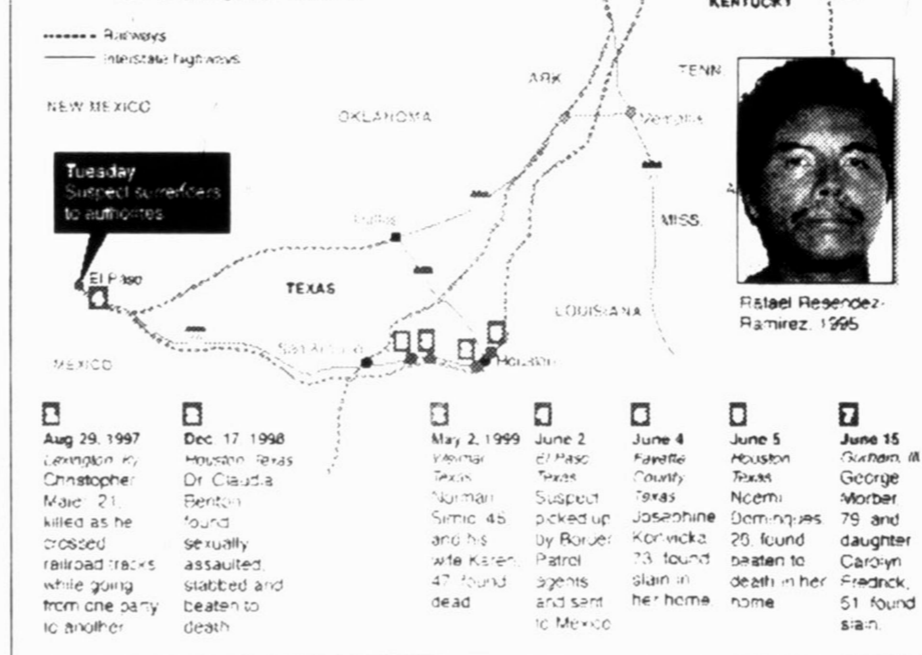 KENTUCKY
Railways
Interstate highways
ARK.
TENN.
NEW MEXICO
OKLAHOMA
Memphis
Tuesday
Suspect surrenders
to authorities
MISS.
Dallas
El Paso
TEXAS
LOUISIANA
Rafael Resendez-
Ramirez, 1995
San Antonio
Houston
MEXICO
Aug 29, 1997
Lexington, Ky.
Christopher
Maier, 21,
killed as he
crossed
railroad tracks
while going
from one party
to another
Dec. 17, 1998
Houston, Texas
Dr. Claudia
Benton
found
sexually
assaulted,
stabbed and
beaten to
death
May 2, 1999
Weimar
Texas
Norman
Sirnic, 46
and his
wife Karen,
47, found
dead
June 2
El Paso
Texas
Suspect
picked up
by Border
Patrol
agents
and sent
to Mexico
June 4
Fayette
County
Texas
Josephine
Konvicka
73, found
slain in
her home.
June 5
Houston
Texas
Noemi
Domingues
26, found
beaten to
death in her
home
7
June 15
Gorham, Ill.
George
Morber
79 and
daughter
Carolyn
Fredrick,
51 found
slain.